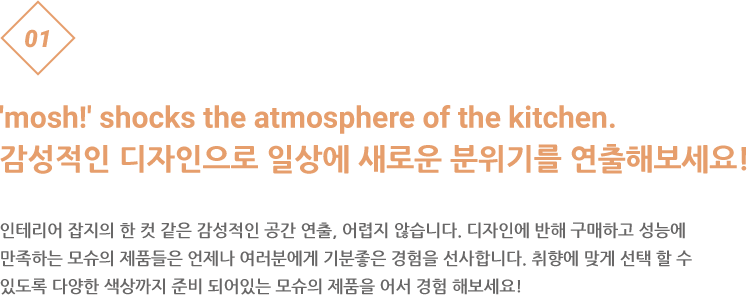 01
'mosh!' shocks the atmosphere of the kitchen.
감성적인 디자인으로 일상에 새로운 분위기를 연출해보세요!
인테리어 잡지의 한 컷 같은 감성적인 공간 연출, 어렵지 않습니다. 디자인에 반해 구매하고 성능에
만족하는 모슈의 제품들은 언제나 여러분에게 기분좋은 경험을 선사합니다. 취향에 맞게 선택 할 수
있도록 다양한 색상까지 준비 되어있는 모슈의 제품을 어서 경험 해보세요!